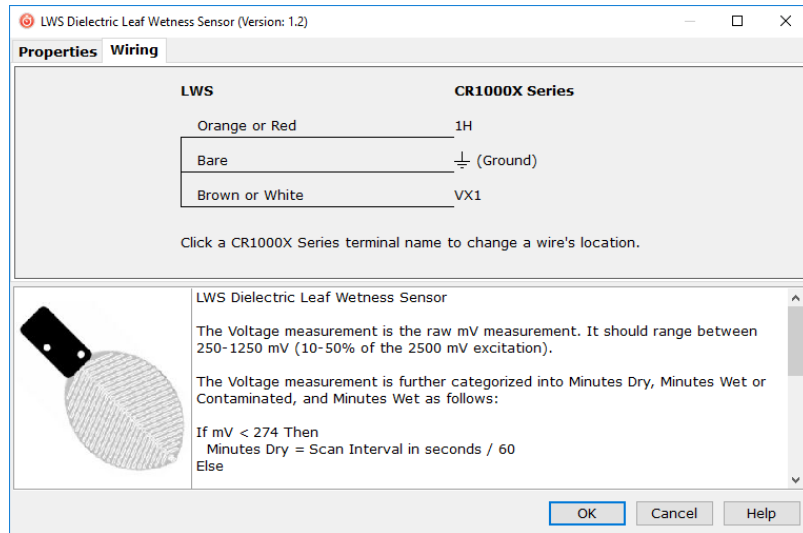 LWS Dielectric Leaf Wetness Sensor (Version: 1.2)
Properties Wiring
LWS CR1000X Series
Orange or Red 1H
Bare ⏚ (Ground)
Brown or White VX1
Click a CR1000X Series terminal name to change a wire's location.
LWS Dielectric Leaf Wetness Sensor
The Voltage measurement is the raw mV measurement. It should range between
250-1250 mV (10-50% of the 2500 mV excitation).
The Voltage measurement is further categorized into Minutes Dry, Minutes Wet or
Contaminated, and Minutes Wet as follows:
If mV < 274 Then
Minutes Dry = Scan Interval in seconds / 60
Else
OK Cancel Help